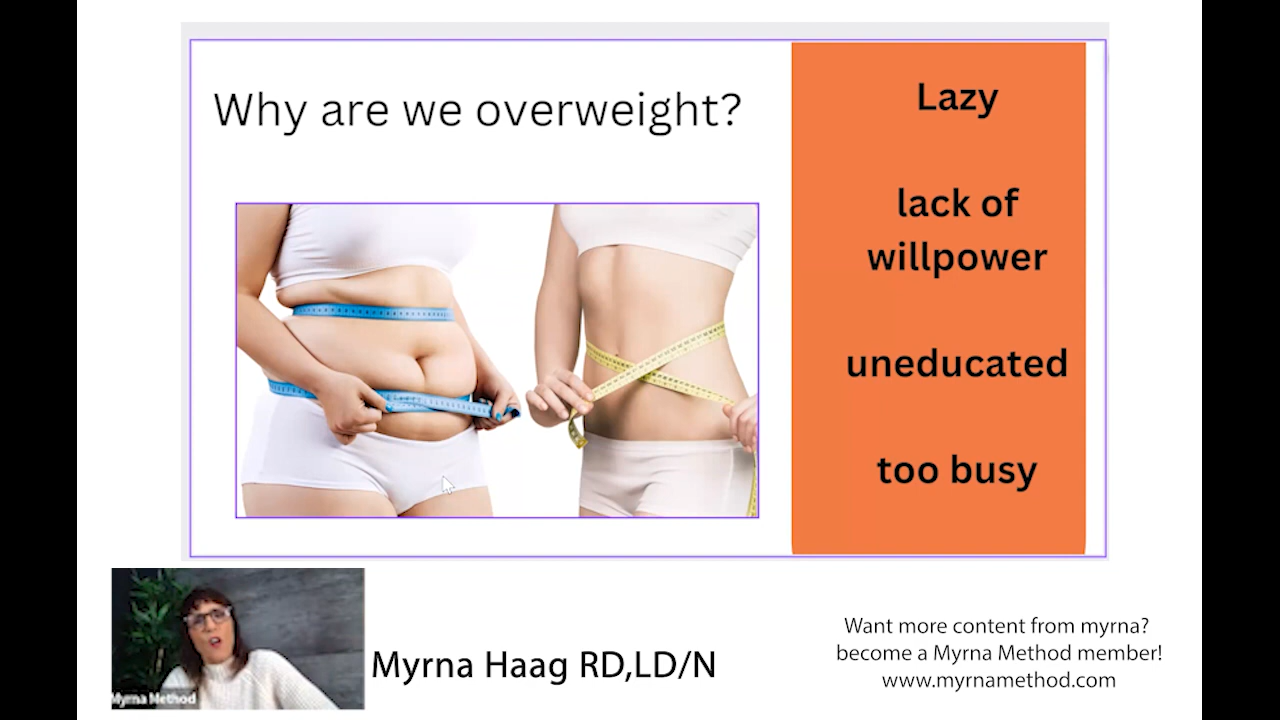 Why are we overweight?
Lazy
lack of
willpower
uneducated
too busy
Myrna Method
Myrna Haag RD,LD/N
Want more content from myrna?
become a Myrna Method member!
www.myrnamethod.com